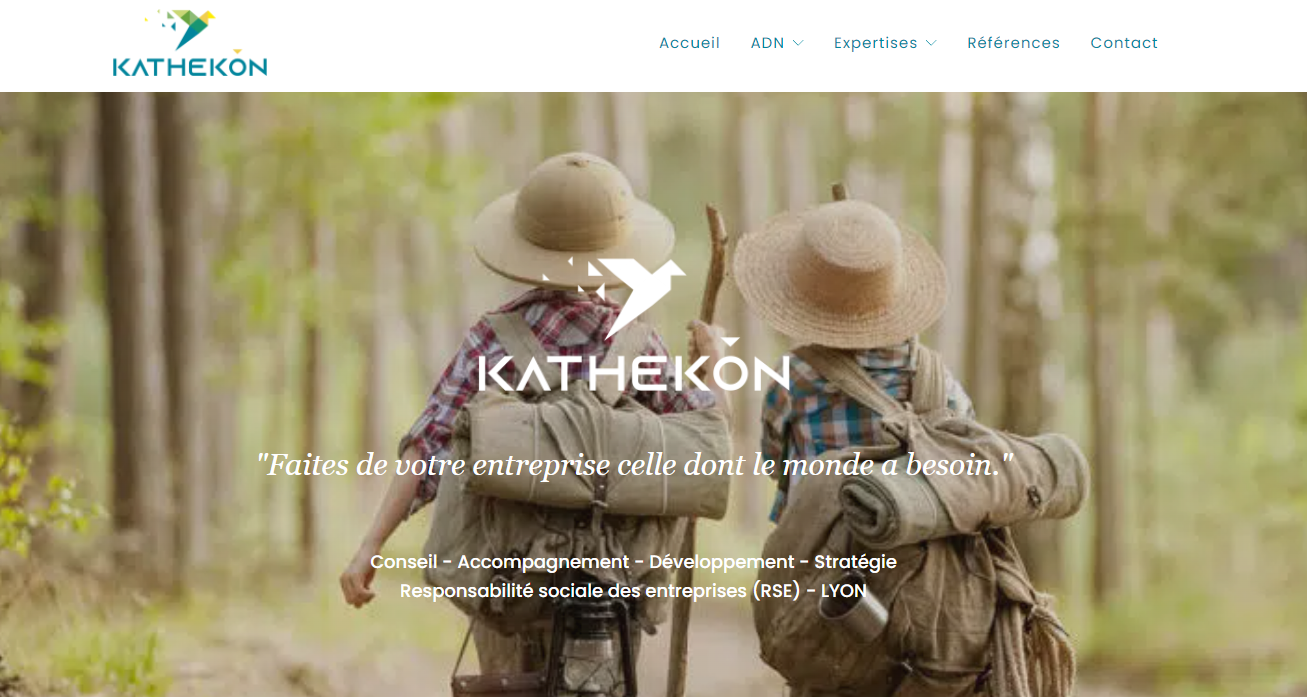 KATHEKON
Accueil
ADN
Expertises
Références
Contact
KATHEKON
"Faites de votre entreprise celle dont le monde a besoin."
Conseil - Accompagnement - Développement - Stratégie
Responsabilité sociale des entreprises (RSE) - LYON